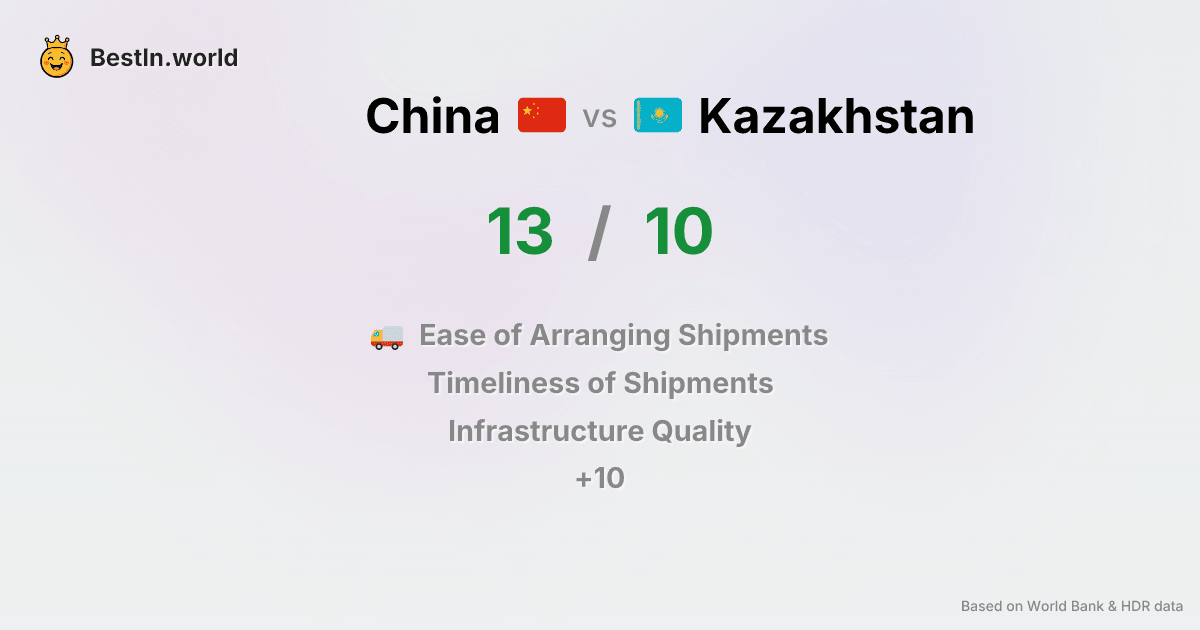 BestIn.world
China vs Kazakhstan
13 / 10
Ease of Arranging Shipments
Timeliness of Shipments
Infrastructure Quality
+10
Based on World Bank & HDR data